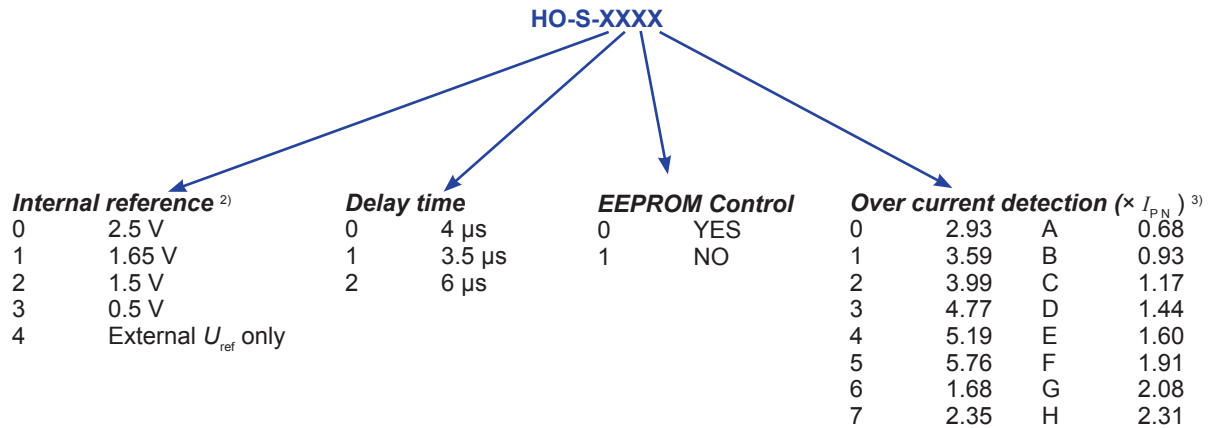 HO-S-XXXX
Internal reference 2)
0 2.5 V
1 1.65 V
2 1.5 V
3 0.5 V
4 External Uref only
Delay time
0 4 µs
1 3.5 µs
2 6 µs
EEPROM Control
0 YES
1 NO
Over current detection (× IPN) 3)
0 2.93 A 0.68
1 3.59 B 0.93
2 3.99 C 1.17
3 4.77 D 1.44
4 5.19 E 1.60
5 5.76 F 1.91
6 1.68 G 2.08
7 2.35 H 2.31